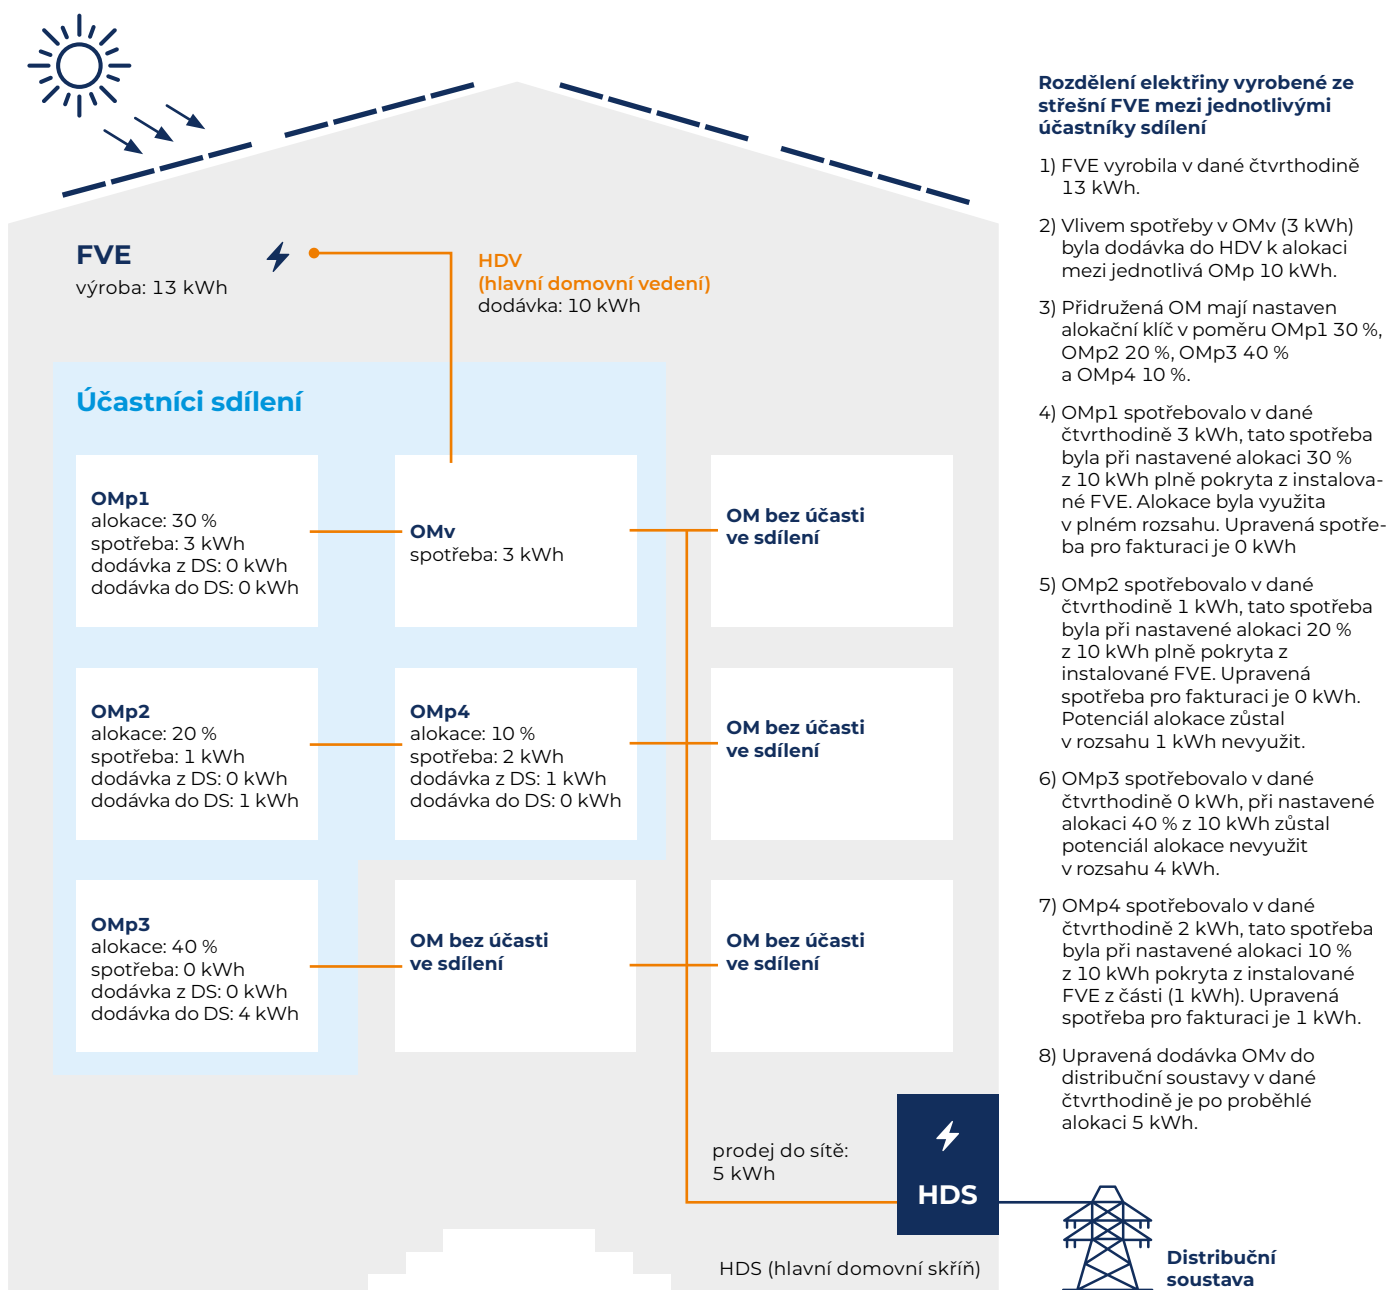 FVE
výroba: 13 kWh
HDV
(hlavní domovní vedení)
dodávka: 10 kWh
Účastníci sdílení
OMp1
alokace: 30 %
spotřeba: 3 kWh
dodávka z DS: 0 kWh
dodávka do DS: 0 kWh
OMv
spotřeba: 3 kWh
OM bez účasti
ve sdílení
OMp2
alokace: 20 %
spotřeba: 1 kWh
dodávka z DS: 0 kWh
dodávka do DS: 1 kWh
OMp4
alokace: 10 %
spotřeba: 2 kWh
dodávka z DS: 1 kWh
dodávka do DS: 0 kWh
OM bez účasti
ve sdílení
OMp3
alokace: 40 %
spotřeba: 0 kWh
dodávka z DS: 0 kWh
dodávka do DS: 4 kWh
OM bez účasti
ve sdílení
OM bez účasti
ve sdílení
prodej do sítě:
5 kWh
HDS
HDS (hlavní domovní skříň)
Distribuční
soustava
Rozdělení elektřiny vyrobené ze
střešní FVE mezi jednotlivými
účastníky sdílení
1) FVE vyrobila v dané čtvrthodině
13 kWh.
2) Vlivem spotřeby v OMv (3 kWh)
byla dodávka do HDV k alokaci
mezi jednotlivá OMp 10 kWh.
3) Přidružená OM mají nastaven
alokační klíč v poměru OMp1 30 %,
OMp2 20 %, OMp3 40 %
a OMp4 10 %.
4) OMp1 spotřebovalo v dané
čtvrthodině 3 kWh, tato spotřeba
byla při nastavené alokaci 30 %
z 10 kWh plně pokryta z instalova-
né FVE. Alokace byla využita
v plném rozsahu. Upravená spotře-
ba pro fakturaci je 0 kWh
5) OMp2 spotřebovalo v dané
čtvrthodině 1 kWh, tato spotřeba
byla při nastavené alokaci 20 %
z 10 kWh plně pokryta z
instalované FVE. Upravená
spotřeba pro fakturaci je 0 kWh.
Potenciál alokace zůstal
v rozsahu 1 kWh nevyužit.
6) OMp3 spotřebovalo v dané
čtvrthodině 0 kWh, při nastavené
alokaci 40 % z 10 kWh zůstal
potenciál alokace nevyužit
v rozsahu 4 kWh.
7) OMp4 spotřebovalo v dané
čtvrthodině 2 kWh, tato spotřeba
byla při nastavené alokaci 10 %
z 10 kWh pokryta z instalované
FVE z části (1 kWh). Upravená
spotřeba pro fakturaci je 1 kWh.
8) Upravená dodávka OMv do
distribuční soustavy v dané
čtvrthodině je po proběhlé
alokaci 5 kWh.